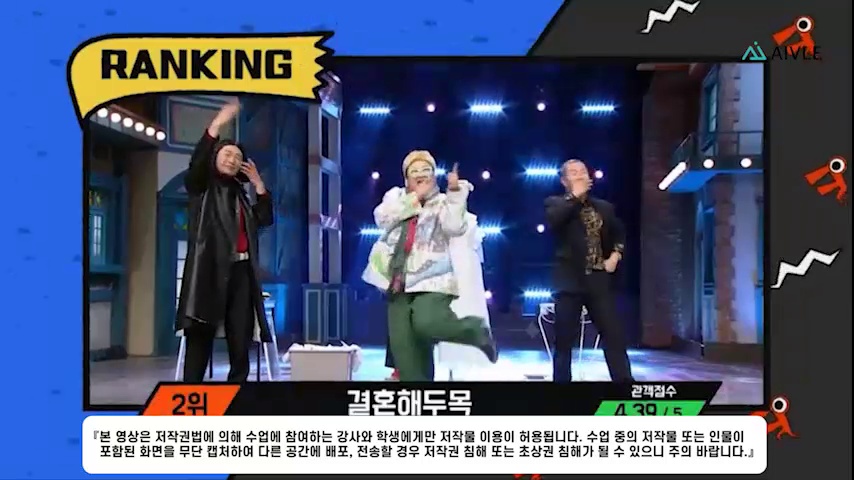 RANKING
AIVLE
2위
결혼해두목
관객점수
4.39 / 5
『본 영상은 저작권법에 의해 수업에 참여하는 강사와 학생에게만 저작물 이용이 허용됩니다. 수업 중의 저작물 또는 인물이
포함된 화면을 무단 캡처하여 다른 공간에 배포, 전송할 경우 저작권 침해 또는 초상권 침해가 될 수 있으니 주의 바랍니다.』